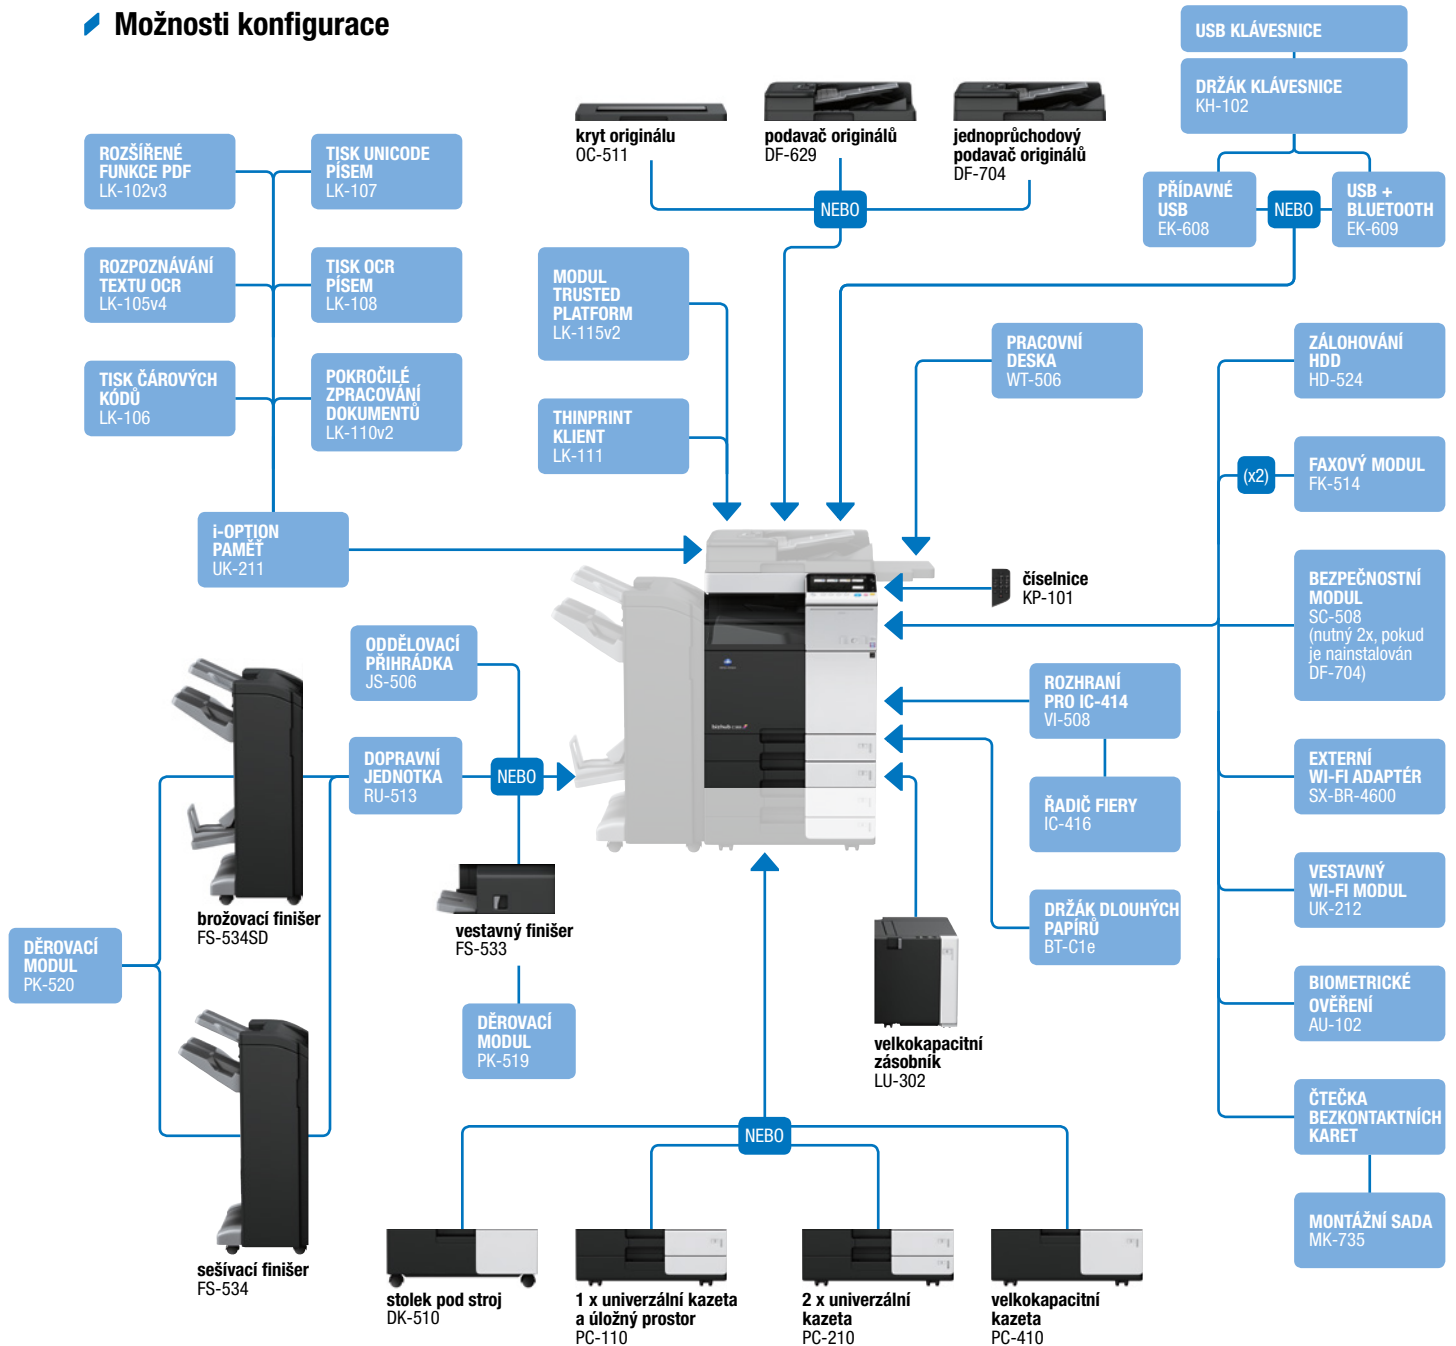 Možnosti konfigurace
USB KLÁVESNICE
DRŽÁK KLÁVESNICE
KH-102
kryt originálu
OC-511
podavač originálů
DF-629
jednoprůchodový
podavač originálů
DF-704
NEBO
PŘÍDAVNÉ
USB
EK-608
NEBO
USB +
BLUETOOTH
EK-609
ROZŠÍŘENÉ
FUNKCE PDF
LK-102v3
TISK UNICODE
PÍSEM
LK-107
ROZPOZNÁVÁNÍ
TEXTU OCR
LK-105v4
TISK OCR
PÍSEM
LK-108
TISK ČÁROVÝCH
KÓDŮ
LK-106
POKROČILÉ
ZPRACOVÁNÍ
DOKUMENTŮ
LK-110v2
MODUL
TRUSTED
PLATFORM
LK-115v2
THINPRINT
KLIENT
LK-111
PRACOVNÍ
DESKA
WT-506
ZÁLOHOVÁNÍ
HDD
HD-524
(x2)
FAXOVÝ MODUL
FK-514
i-OPTION
PAMĚŤ
UK-211
číselnice
KP-101
BEZPEČNOSTNÍ
MODUL
SC-508
(nutný 2x, pokud
je nainstalován
DF-704)
ODDĚLOVACÍ
PŘIHRÁDKA
JS-506
DOPRAVNÍ
JEDNOTKA
RU-513
NEBO
ROZHRANÍ
PRO IC-414
VI-508
ŘADIČ FIERY
IC-416
EXTERNÍ
WI-FI ADAPTÉR
SX-BR-4600
VESTAVNÝ
WI-FI MODUL
UK-212
brožovací finišer
FS-534SD
vestavný finišer
FS-533
DRŽÁK DLOUHÝCH
PAPÍRŮ
BT-C1e
DĚROVACÍ
MODUL
PK-520
DĚROVACÍ
MODUL
PK-519
velkokapacitní
zásobník
LU-302
BIOMETRICKÉ
OVĚŘENÍ
AU-102
ČTEČKA
BEZKONTAKTNÍCH
KARET
NEBO
MONTÁŽNÍ SADA
MK-735
sešívací finišer
FS-534
stolek pod stroj
DK-510
1 x univerzální kazeta
a úložný prostor
PC-110
2 x univerzální
kazeta
PC-210
velkokapacitní
kazeta
PC-410